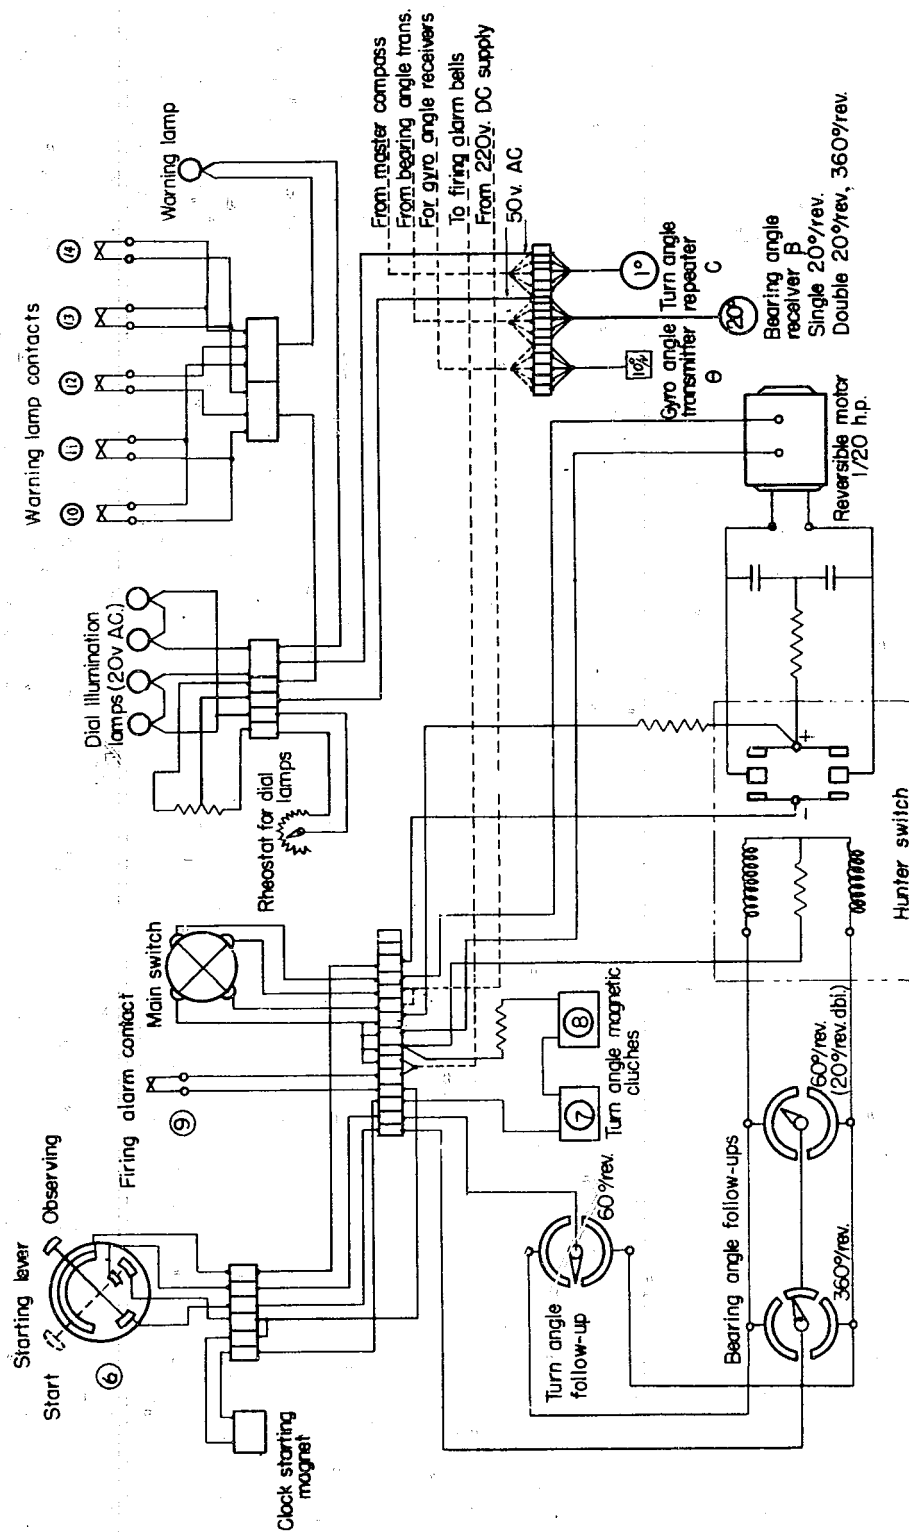 Starting lever
Start
Observing
⑥
Clock starting
magnet
Firing alarm contact
⑨
Main switch
Dial Illumination
lamps (20v AC.)
Rheostat for dial
lamps
Warning lamp contacts
⑩
⑪
⑫
⑬
⑭
Warning lamp
From master compass
From bearing angle trans.
For gyro angle receivers
To firing alarm bells
From 220v. DC supply
50v. AC
1°
Turn angle
repeater
C
20°
Bearing angle
receiver B
Single 20°/rev.
Double 20°/rev, 360°/rev.
Gyro angle
transmitter
θ
Reversible motor
1/20 h.p.
⑦
⑧
Turn angle magnetic
cluches
60°/rev.
Turn angle
follow-up
Bearing angle follow-ups
360°/rev.
60°/rev.
(20°/rev. dbl.)
+
-
Hunter switch